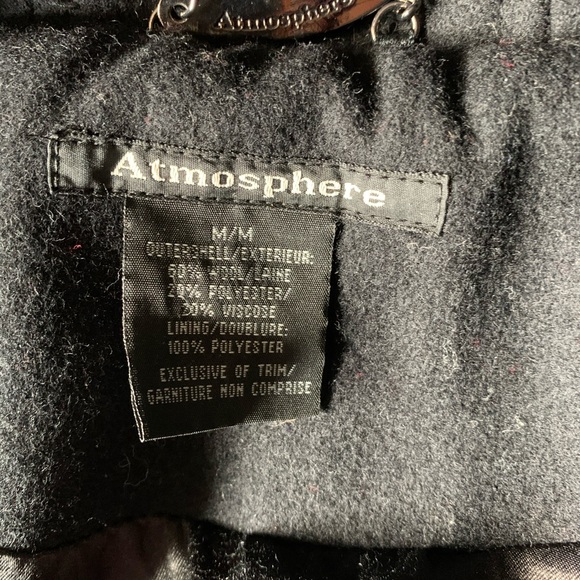 Atmosphere
Atmosphere
M/M
OUTERSHELL/EXTERIEUR:
60% WOOL/LAINE
20% POLYESTER/
20% VISCOSE
LINING/DOUBLURE:
100% POLYESTER
EXCLUSIVE OF TRIM/
GARNITURE NON COMPRISE